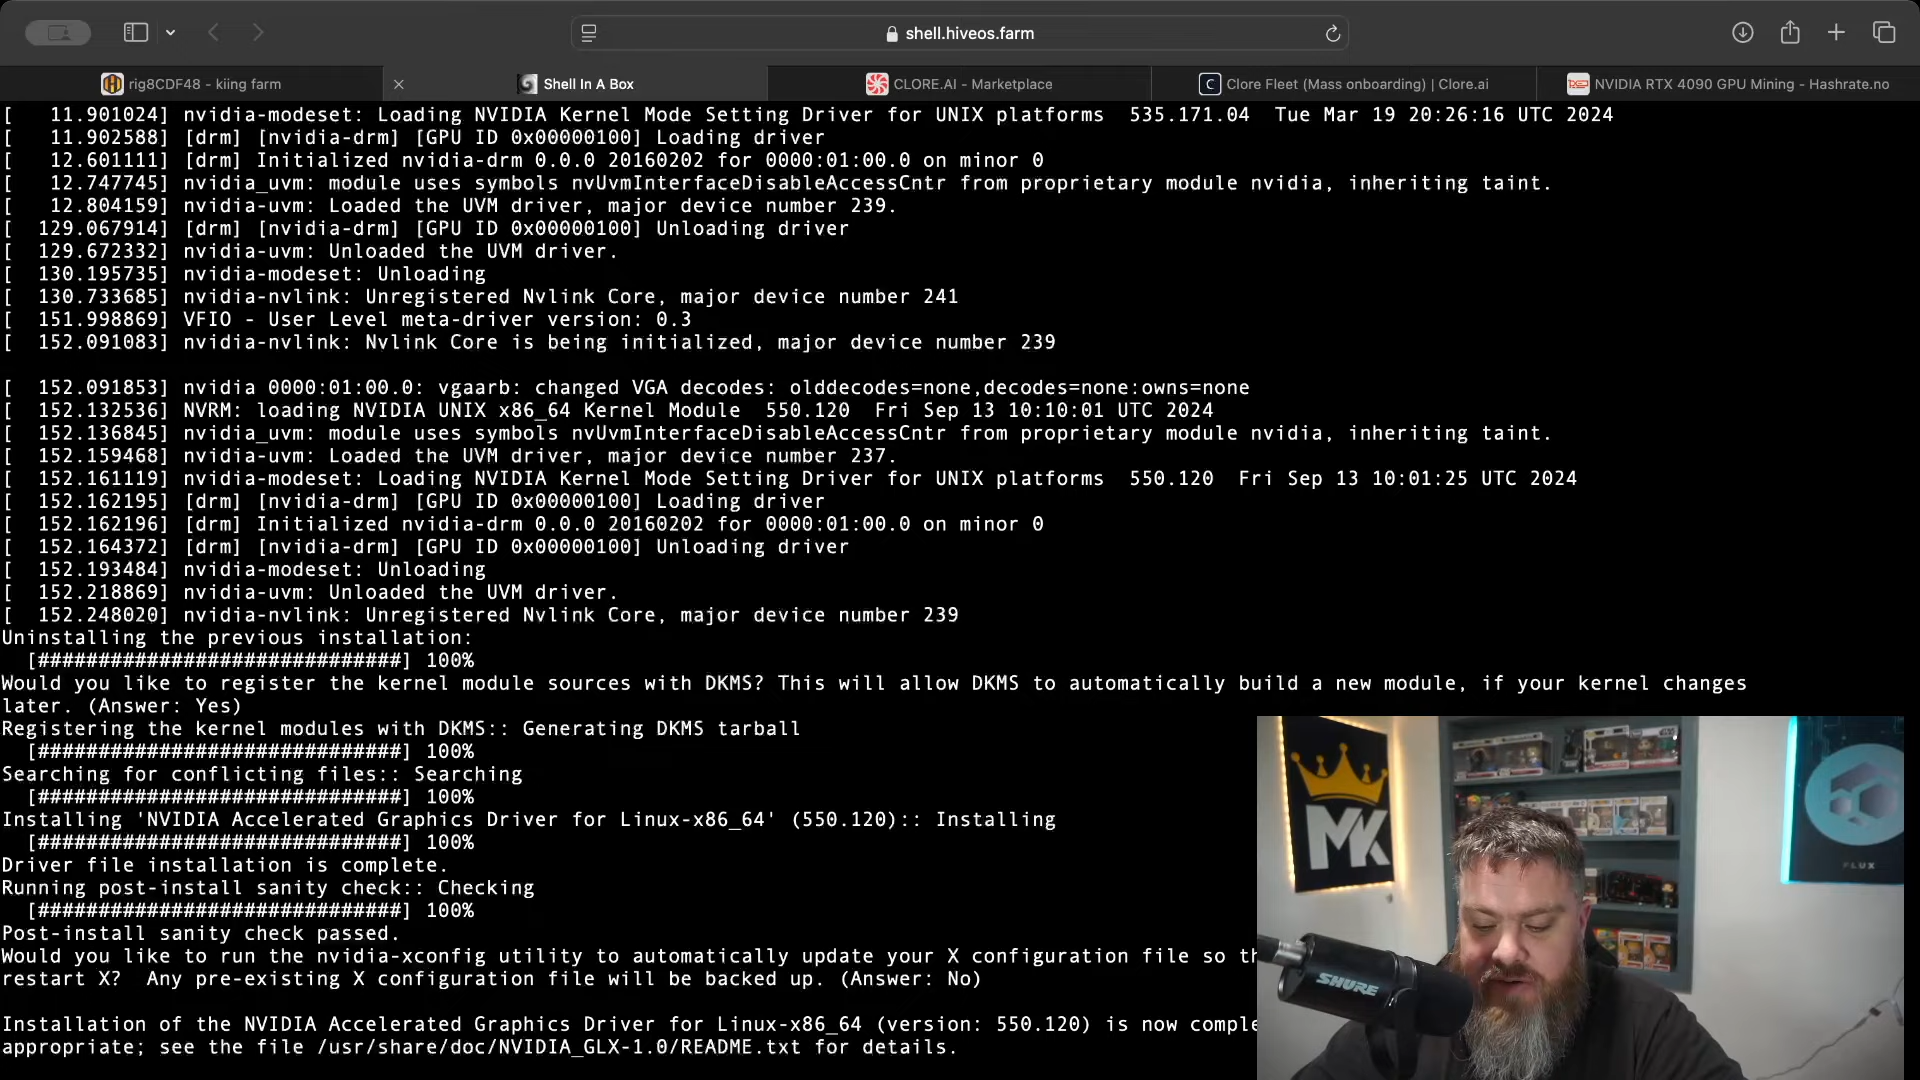 shell.hiveos.farm
rig8CDF48 - kiing farm
Shell In A Box
CLORE.AI - Marketplace
Clore Fleet (Mass onboarding) | Clore.ai
NVIDIA RTX 4090 GPU Mining - Hashrate.no
[   11.901024] nvidia-modeset: Loading NVIDIA Kernel Mode Setting Driver for UNIX platforms  535.171.04  Tue Mar 19 20:26:16 UTC 2024
[   11.902588] [drm] [nvidia-drm] [GPU ID 0x00000100] Loading driver
[   12.601111] [drm] Initialized nvidia-drm 0.0.0 20160202 for 0000:01:00.0 on minor 0
[   12.747745] nvidia_uvm: module uses symbols nvUvmInterfaceDisableAccessCntr from proprietary module nvidia, inheriting taint.
[   12.804159] nvidia-uvm: Loaded the UVM driver, major device number 239.
[  129.067914] [drm] [nvidia-drm] [GPU ID 0x00000100] Unloading driver
[  129.672332] nvidia-uvm: Unloaded the UVM driver.
[  130.195735] nvidia-modeset: Unloading
[  130.733685] nvidia-nvlink: Unregistered Nvlink Core, major device number 241
[  151.998869] VFIO - User Level meta-driver version: 0.3
[  152.091083] nvidia-nvlink: Nvlink Core is being initialized, major device number 239
[  152.091853] nvidia 0000:01:00.0: vgaarb: changed VGA decodes: olddecodes=none,decodes=none:owns=none
[  152.132536] NVRM: loading NVIDIA UNIX x86_64 Kernel Module  550.120  Fri Sep 13 10:10:01 UTC 2024
[  152.136845] nvidia_uvm: module uses symbols nvUvmInterfaceDisableAccessCntr from proprietary module nvidia, inheriting taint.
[  152.159468] nvidia-uvm: Loaded the UVM driver, major device number 237.
[  152.161119] nvidia-modeset: Loading NVIDIA Kernel Mode Setting Driver for UNIX platforms  550.120  Fri Sep 13 10:01:25 UTC 2024
[  152.162195] [drm] [nvidia-drm] [GPU ID 0x00000100] Loading driver
[  152.162196] [drm] Initialized nvidia-drm 0.0.0 20160202 for 0000:01:00.0 on minor 0
[  152.164372] [drm] [nvidia-drm] [GPU ID 0x00000100] Unloading driver
[  152.193484] nvidia-modeset: Unloading
[  152.218869] nvidia-uvm: Unloaded the UVM driver.
[  152.248020] nvidia-nvlink: Unregistered Nvlink Core, major device number 239
Uninstalling the previous installation:
[##############################] 100%
Would you like to register the kernel module sources with DKMS? This will allow DKMS to automatically build a new module, if your kernel changes
later. (Answer: Yes)
Registering the kernel modules with DKMS:: Generating DKMS tarball
[##############################] 100%
Searching for conflicting files:: Searching
[##############################] 100%
Installing 'NVIDIA Accelerated Graphics Driver for Linux-x86_64' (550.120):: Installing
[##############################] 100%
Driver file installation is complete.
Running post-install sanity check:: Checking
[##############################] 100%
Post-install sanity check passed.
Would you like to run the nvidia-xconfig utility to automatically update your X configuration file so th
restart X?  Any pre-existing X configuration file will be backed up. (Answer: No)
Installation of the NVIDIA Accelerated Graphics Driver for Linux-x86_64 (version: 550.120) is now comple
appropriate; see the file /usr/share/doc/NVIDIA_GLX-1.0/README.txt for details.
MK
SHURE
FLUX